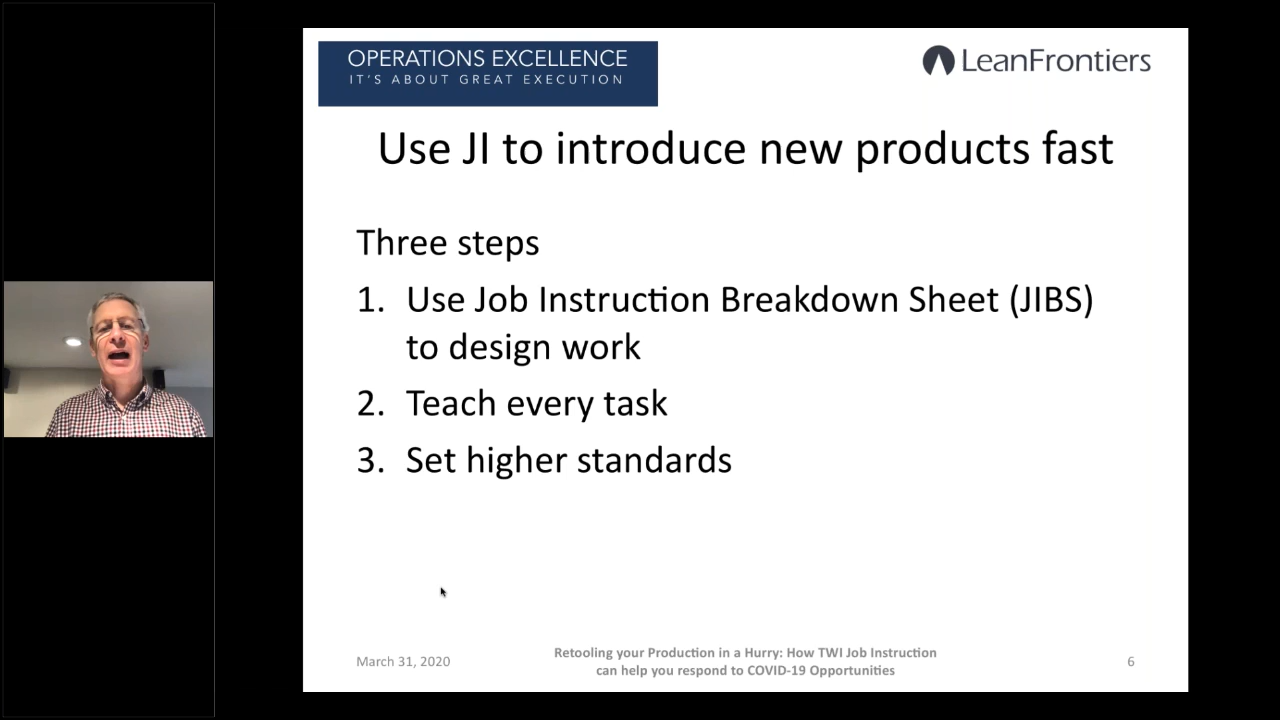 OPERATIONS EXCELLENCE
IT'S ABOUT GREAT EXECUTION
LeanFrontiers
Use JI to introduce new products fast
Three steps
1. Use Job Instruction Breakdown Sheet (JIBS)
to design work
2. Teach every task
3. Set higher standards
March 31, 2020
Retooling your Production in a Hurry: How TWI Job Instruction
can help you respond to COVID-19 Opportunities
6